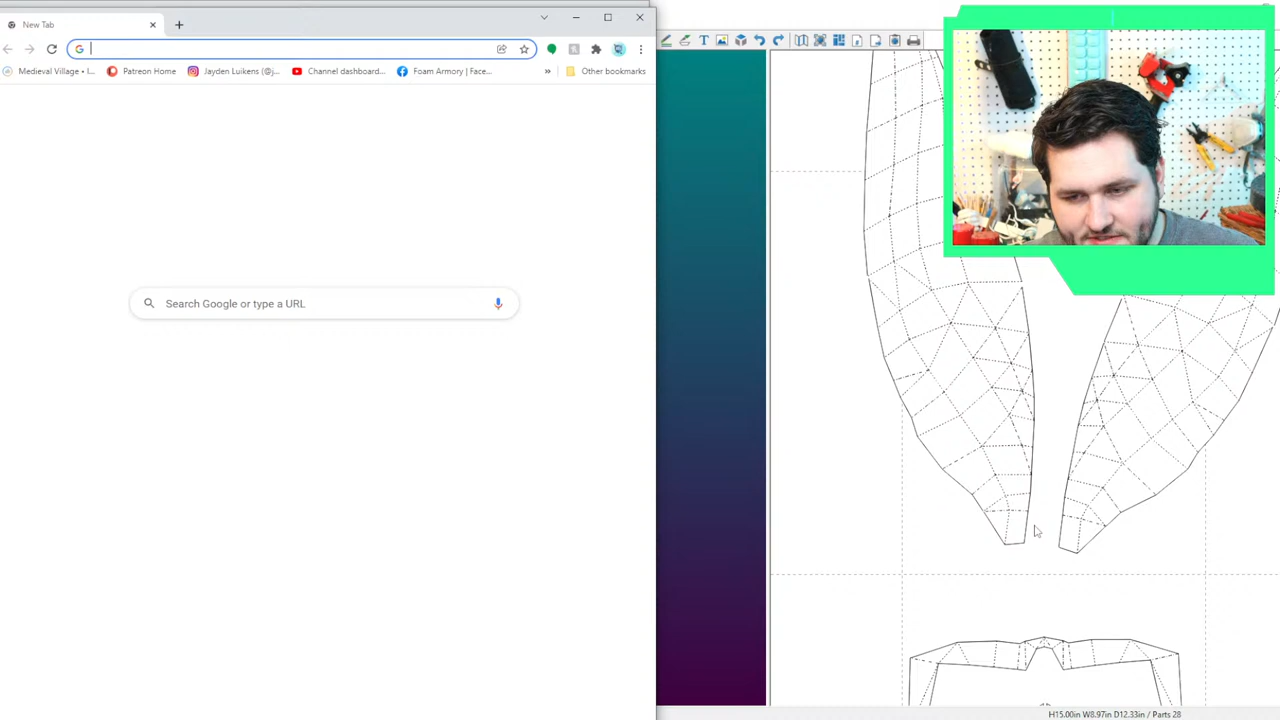 New Tab
Medieval Village • I...
Patreon Home
Jayden Luikens (@j...
Channel dashboard...
Foam Armory | Face...
»
Other bookmarks
Search Google or type a URL
H15.00in W8.97in D12.33in / Parts 28